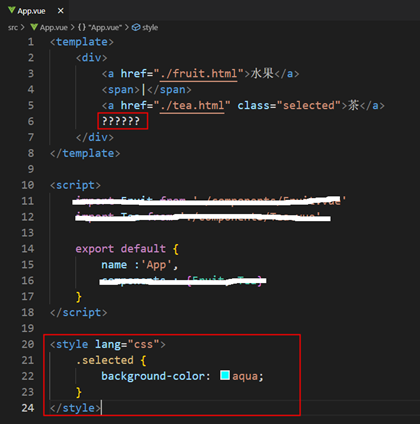 App.vue
src > App.vue > {} "App.vue" > style
1 <template>
2 <div>
3 <a href="./fruit.html">水果</a>
4 <span>|</span>
5 <a href="./tea.html" class="selected">茶</a>
6 ??????
7 </div>
8 </template>
9
10 <script>
11
12
13
14 export default {
15 name :'App',
16
17 }
18 </script>
19
20 <style lang="css">
21 .selected {
22 background-color: aqua;
23 }
24 </style>